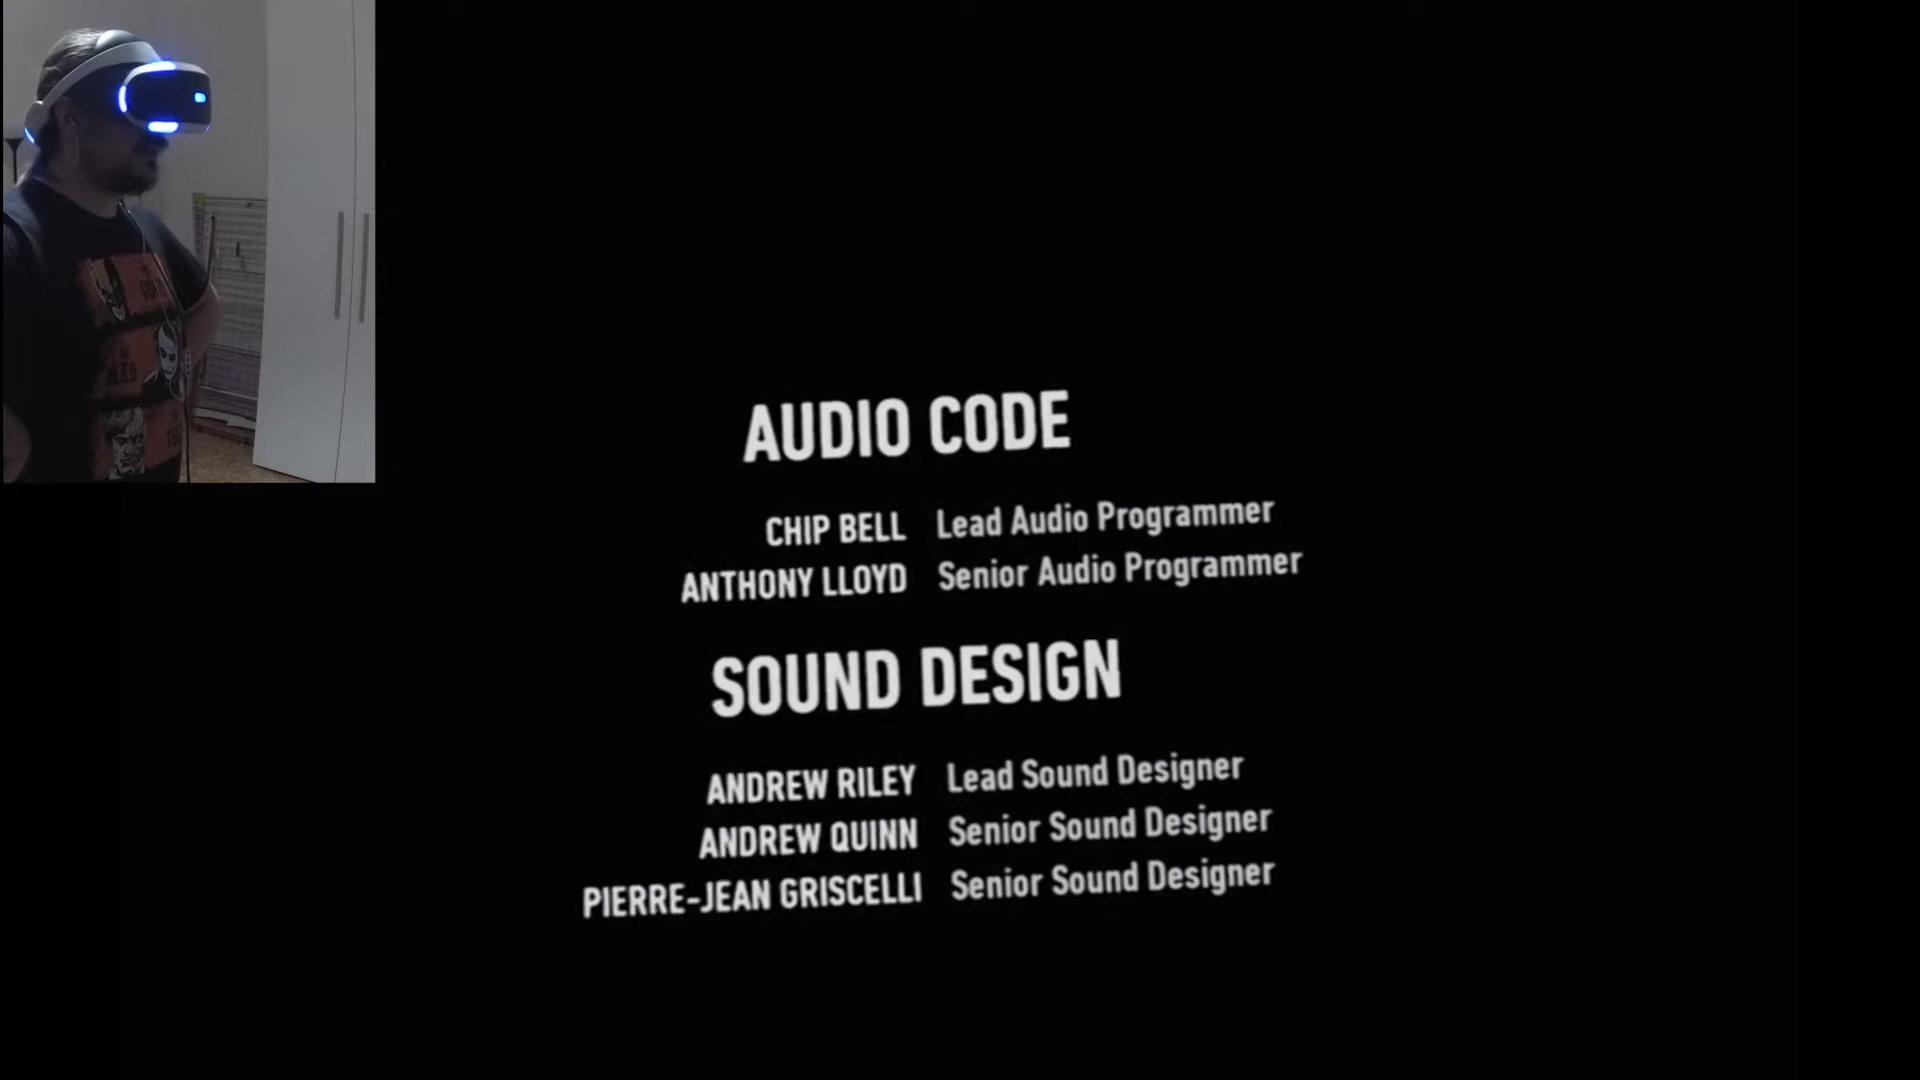 AUDIO CODE
CHIP BELL Lead Audio Programmer
ANTHONY LLOYD Senior Audio Programmer
SOUND DESIGN
ANDREW RILEY Lead Sound Designer
ANDREW QUINN Senior Sound Designer
PIERRE-JEAN GRISCELLI Senior Sound Designer